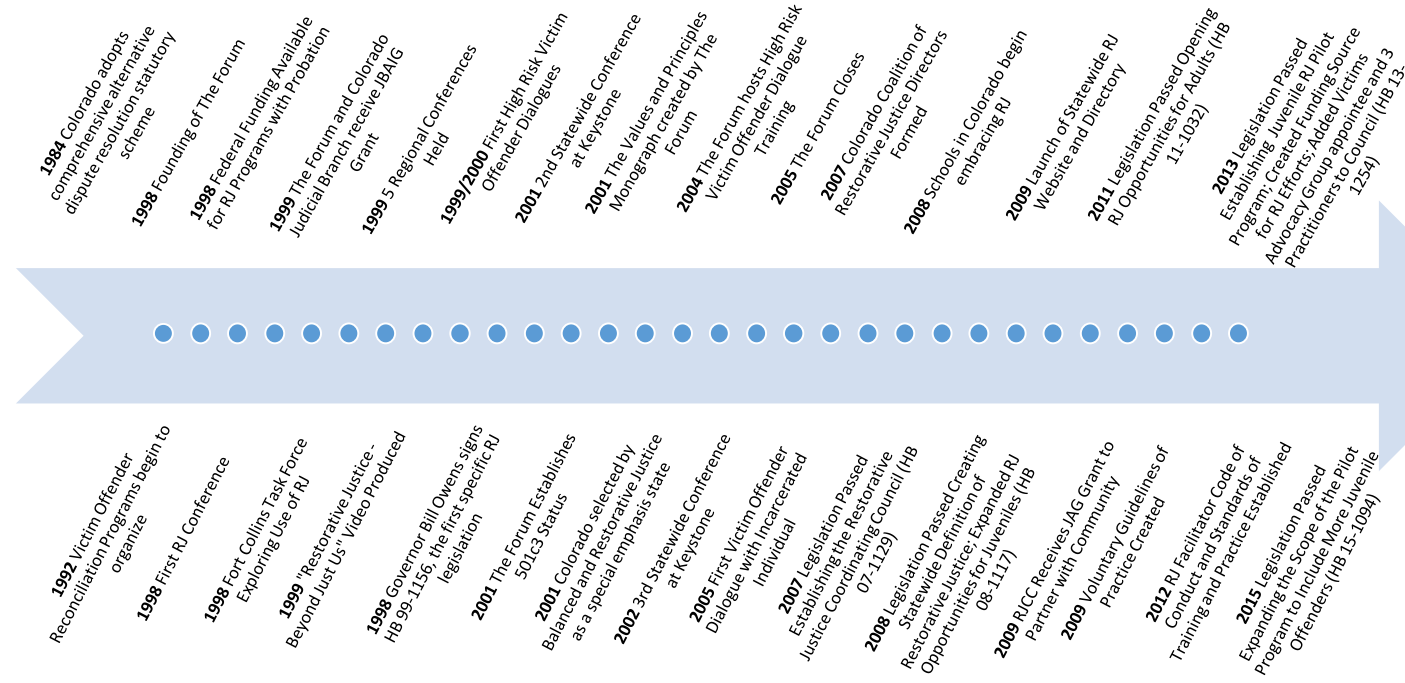 1984 Colorado adopts
comprehensive alternative
dispute resolution statutory
scheme
1998 Founding of The Forum
1998 Federal Funding Available
for RJ Programs with Probation
1999 The Forum and Colorado
Judicial Branch receive JBAIG
Grant
1999 5 Regional Conferences
Held
1999/2000 First High Risk Victim
Offender Dialogues
2001 2nd Statewide Conference
at Keystone
2001 The Values and Principles
Monograph created by The
Forum
2004 The Forum hosts High Risk
Victim Offender Dialogue
Training
2005 The Forum Closes
2007 Colorado Coalition of
Restorative Justice Directors
Formed
2008 Schools in Colorado begin
embracing RJ
2009 Launch of Statewide RJ
Website and Directory
2011 Legislation Passed Opening
RJ Opportunities for Adults (HB
11-1032)
2013 Legislation Passed
Establishing Juvenile RJ Pilot
Program; Created Funding Source
for RJ Efforts; Added Victims
Advocacy Group appointee and 3
Practitioners to Council (HB 13-
1254)
1992 Victim Offender
Reconciliation Programs begin to
organize
1998 First RJ Conference
1998 Fort Collins Task Force
Exploring Use of RJ
1999 "Restorative Justice -
Beyond Just Us" Video Produced
1998 Governor Bill Owens signs
HB 99-1156, the first specific RJ
legislation
2001 The Forum Establishes
501c3 Status
2001 Colorado selected by
Balanced and Restorative Justice
as a special emphasis state
2002 3rd Statewide Conference
at Keystone
2005 First Victim Offender
Dialogue with Incarcerated
Individual
2007 Legislation Passed
Establishing the Restorative
Justice Coordinating Council (HB
07-1129)
2008 Legislation Passed Creating
Statewide Definition of
Restorative Justice; Expanded RJ
Opportunities for Juveniles (HB
08-1117)
2009 RJCC Receives JAG Grant to
Partner with Community
2009 Voluntary Guidelines of
Practice Created
2012 RJ Facilitator Code of
Conduct and Standards of
Training and Practice Established
2015 Legislation Passed
Expanding the Scope of the Pilot
Program to Include More Juvenile
Offenders (HB 15-1094)